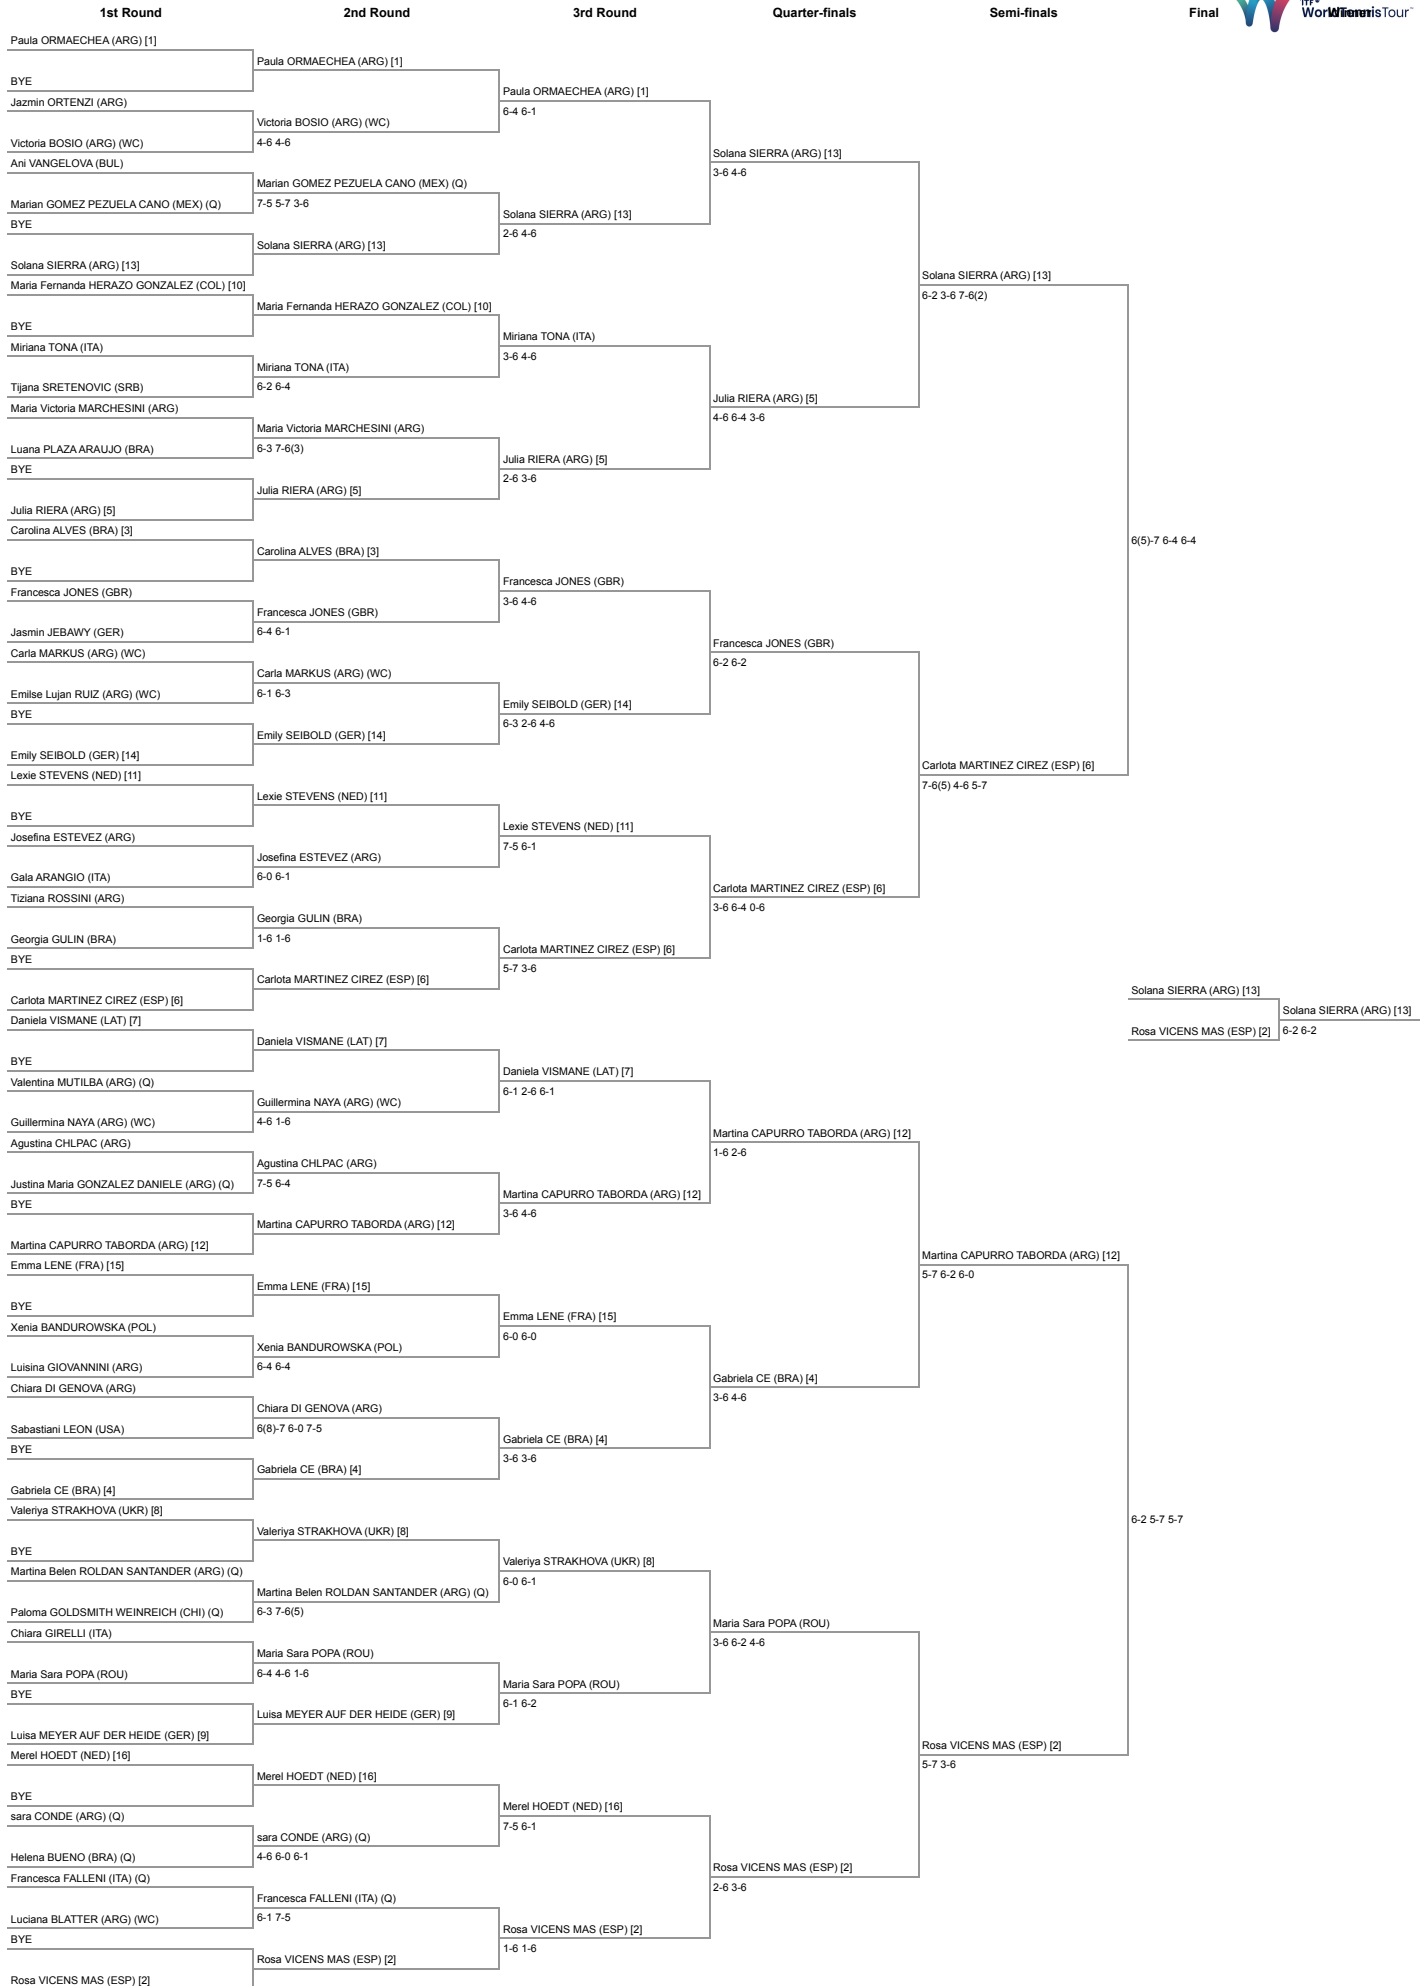 1st Round
2nd Round
3rd Round
Quarter-finals
Semi-finals
Final
Winner
ITF
World Tennis Tour
Paula ORMAECHEA (ARG) [1]
BYE
Jazmin ORTENZI (ARG)
Victoria BOSIO (ARG) (WC)
Ani VANGELOVA (BUL)
Marian GOMEZ PEZUELA CANO (MEX) (Q)
BYE
Solana SIERRA (ARG) [13]
Maria Fernanda HERAZO GONZALEZ (COL) [10]
BYE
Miriana TONA (ITA)
Tijana SRETENOVIC (SRB)
Maria Victoria MARCHESINI (ARG)
Luana PLAZA ARAUJO (BRA)
BYE
Julia RIERA (ARG) [5]
Carolina ALVES (BRA) [3]
BYE
Francesca JONES (GBR)
Jasmin JEBAWY (GER)
Carla MARKUS (ARG) (WC)
Emilse Lujan RUIZ (ARG) (WC)
BYE
Emily SEIBOLD (GER) [14]
Lexie STEVENS (NED) [11]
BYE
Josefina ESTEVEZ (ARG)
Gala ARANGIO (ITA)
Tiziana ROSSINI (ARG)
Georgia GULIN (BRA)
BYE
Carlota MARTINEZ CIREZ (ESP) [6]
Daniela VISMANE (LAT) [7]
BYE
Valentina MUTILBA (ARG) (Q)
Guillermina NAYA (ARG) (WC)
Agustina CHLPAC (ARG)
Justina Maria GONZALEZ DANIELE (ARG) (Q)
BYE
Martina CAPURRO TABORDA (ARG) [12]
Emma LENE (FRA) [15]
BYE
Xenia BANDUROWSKA (POL)
Luisina GIOVANNINI (ARG)
Chiara DI GENOVA (ARG)
Sabastiani LEON (USA)
BYE
Gabriela CE (BRA) [4]
Valeriya STRAKHOVA (UKR) [8]
BYE
Martina Belen ROLDAN SANTANDER (ARG) (Q)
Paloma GOLDSMITH WEINREICH (CHI) (Q)
Chiara GIRELLI (ITA)
Maria Sara POPA (ROU)
BYE
Luisa MEYER AUF DER HEIDE (GER) [9]
Merel HOEDT (NED) [16]
BYE
sara CONDE (ARG) (Q)
Helena BUENO (BRA) (Q)
Francesca FALLENI (ITA) (Q)
Luciana BLATTER (ARG) (WC)
BYE
Rosa VICENS MAS (ESP) [2]
Paula ORMAECHEA (ARG) [1]
Victoria BOSIO (ARG) (WC)
4-6 4-6
Marian GOMEZ PEZUELA CANO (MEX) (Q)
7-5 5-7 3-6
Solana SIERRA (ARG) [13]
Maria Fernanda HERAZO GONZALEZ (COL) [10]
Miriana TONA (ITA)
6-2 6-4
Maria Victoria MARCHESINI (ARG)
6-3 7-6(3)
Julia RIERA (ARG) [5]
Carolina ALVES (BRA) [3]
Francesca JONES (GBR)
6-4 6-1
Carla MARKUS (ARG) (WC)
6-1 6-3
Emily SEIBOLD (GER) [14]
Lexie STEVENS (NED) [11]
Josefina ESTEVEZ (ARG)
6-0 6-1
Georgia GULIN (BRA)
1-6 1-6
Carlota MARTINEZ CIREZ (ESP) [6]
Daniela VISMANE (LAT) [7]
Guillermina NAYA (ARG) (WC)
4-6 1-6
Agustina CHLPAC (ARG)
7-5 6-4
Martina CAPURRO TABORDA (ARG) [12]
Emma LENE (FRA) [15]
Xenia BANDUROWSKA (POL)
6-4 6-4
Chiara DI GENOVA (ARG)
6(8)-7 6-0 7-5
Gabriela CE (BRA) [4]
Valeriya STRAKHOVA (UKR) [8]
Martina Belen ROLDAN SANTANDER (ARG) (Q)
6-3 7-6(5)
Maria Sara POPA (ROU)
6-4 4-6 1-6
Luisa MEYER AUF DER HEIDE (GER) [9]
Merel HOEDT (NED) [16]
sara CONDE (ARG) (Q)
4-6 6-0 6-1
Francesca FALLENI (ITA) (Q)
6-1 7-5
Rosa VICENS MAS (ESP) [2]
Paula ORMAECHEA (ARG) [1]
6-4 6-1
Solana SIERRA (ARG) [13]
2-6 4-6
Miriana TONA (ITA)
3-6 4-6
Julia RIERA (ARG) [5]
2-6 3-6
Francesca JONES (GBR)
3-6 4-6
Emily SEIBOLD (GER) [14]
6-3 2-6 4-6
Lexie STEVENS (NED) [11]
7-5 6-1
Carlota MARTINEZ CIREZ (ESP) [6]
5-7 3-6
Daniela VISMANE (LAT) [7]
6-1 2-6 6-1
Martina CAPURRO TABORDA (ARG) [12]
3-6 4-6
Emma LENE (FRA) [15]
6-0 6-0
Gabriela CE (BRA) [4]
3-6 3-6
Valeriya STRAKHOVA (UKR) [8]
6-0 6-1
Maria Sara POPA (ROU)
6-1 6-2
Merel HOEDT (NED) [16]
7-5 6-1
Rosa VICENS MAS (ESP) [2]
1-6 1-6
Solana SIERRA (ARG) [13]
3-6 4-6
Julia RIERA (ARG) [5]
4-6 6-4 3-6
Francesca JONES (GBR)
6-2 6-2
Carlota MARTINEZ CIREZ (ESP) [6]
3-6 6-4 0-6
Martina CAPURRO TABORDA (ARG) [12]
1-6 2-6
Gabriela CE (BRA) [4]
3-6 4-6
Maria Sara POPA (ROU)
3-6 6-2 4-6
Rosa VICENS MAS (ESP) [2]
2-6 3-6
Solana SIERRA (ARG) [13]
6-2 3-6 7-6(2)
Carlota MARTINEZ CIREZ (ESP) [6]
7-6(5) 4-6 5-7
Martina CAPURRO TABORDA (ARG) [12]
5-7 6-2 6-0
Rosa VICENS MAS (ESP) [2]
5-7 3-6
6(5)-7 6-4 6-4
Solana SIERRA (ARG) [13]
Rosa VICENS MAS (ESP) [2]
6-2 5-7 5-7
Solana SIERRA (ARG) [13]
6-2 6-2